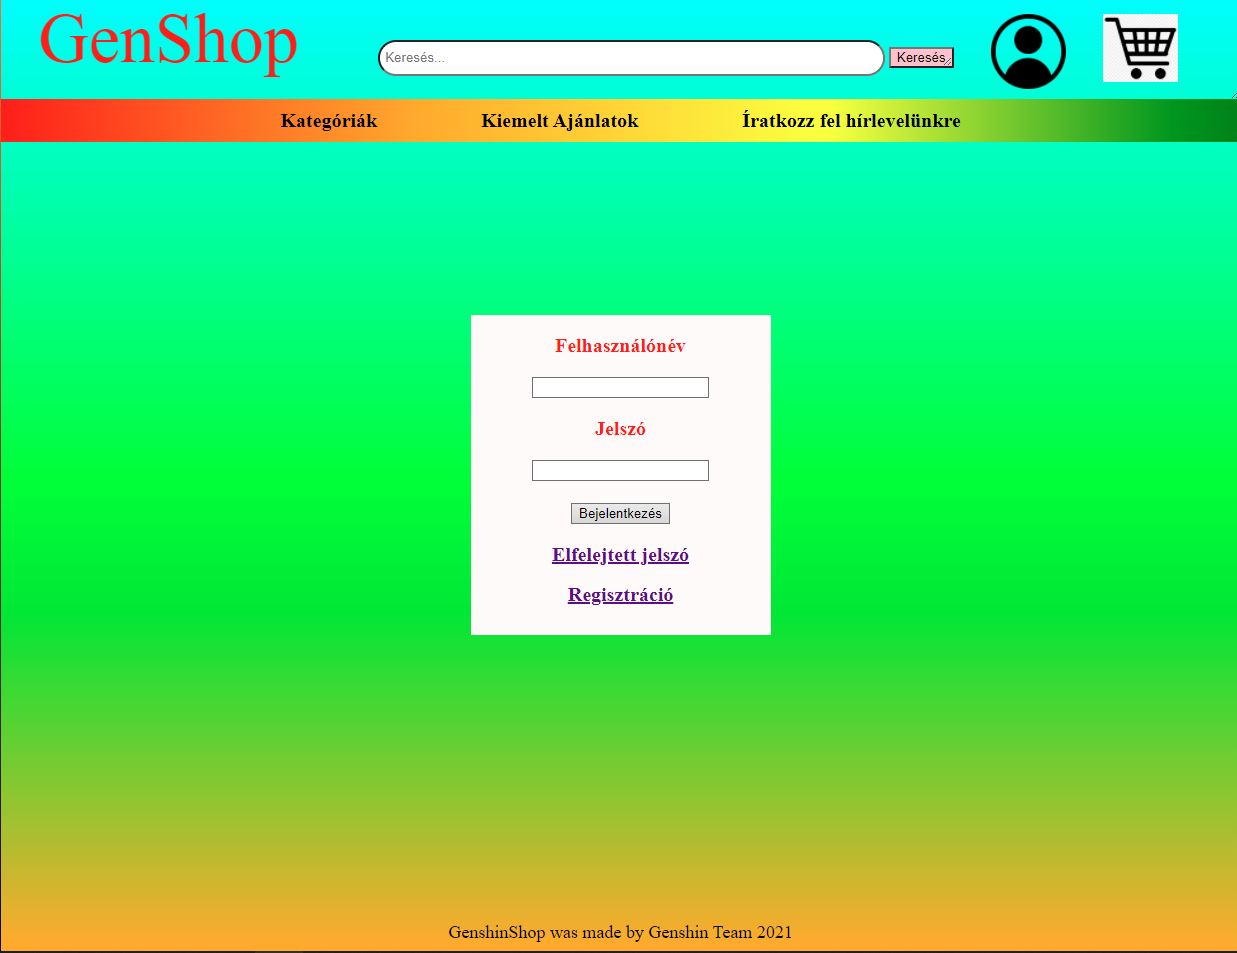 GenShop
Keresés...
Keresés
Kategóriák
Kiemelt Ajánlatok
Íratkozz fel hírlevelünkre
Felhasználónév
Jelszó
Bejelentkezés
Elfelejtett jelszó
Regisztráció
GenshinShop was made by Genshin Team 2021